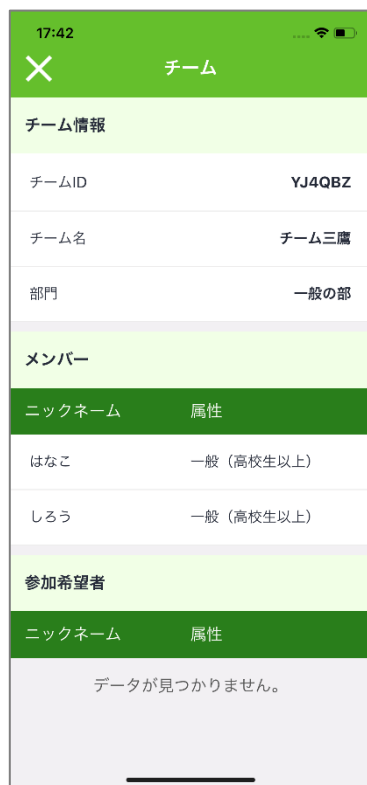 17:42
チーム
チーム情報
チームID YJ4QBZ
チーム名 チーム三鷹
部門 一般の部
メンバー
ニックネーム 属性
はなこ 一般（高校生以上）
しろう 一般（高校生以上）
参加希望者
ニックネーム 属性
データが見つかりません。